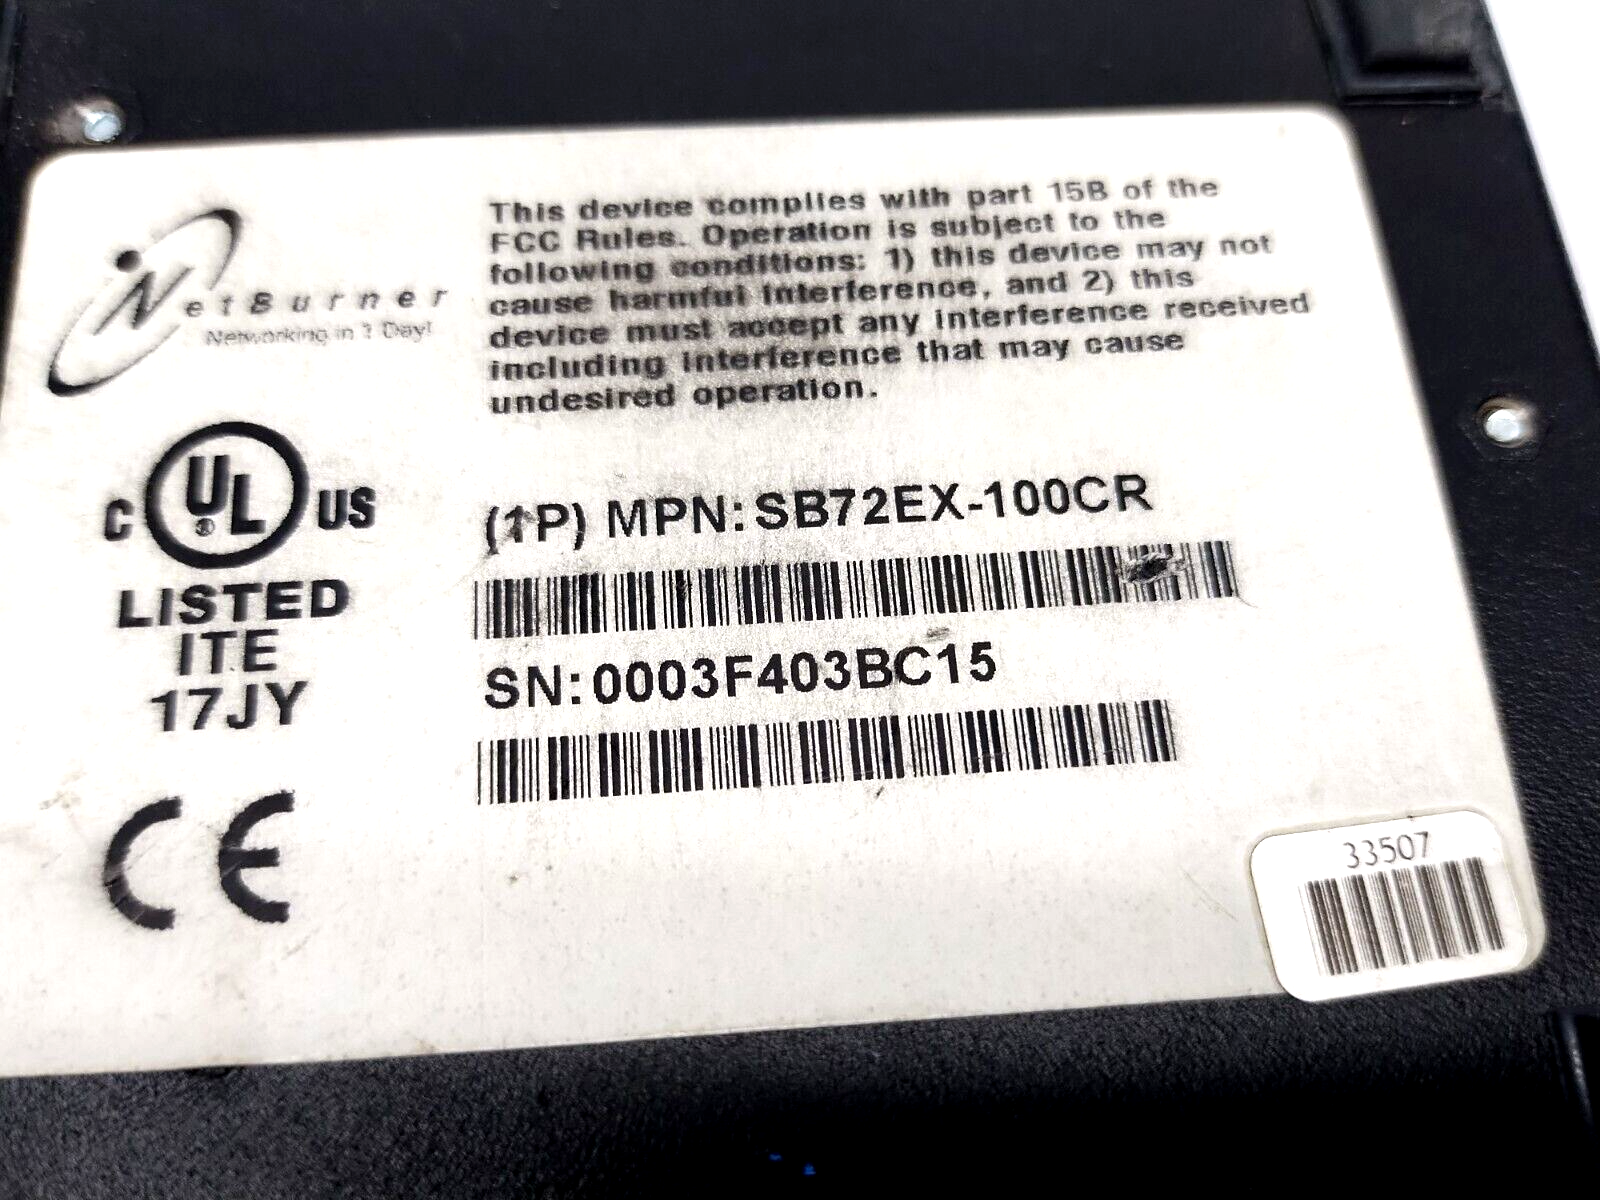 NetBurner
Networking in 1 Day!
This device complies with part 15B of the
FCC Rules. Operation is subject to the
following conditions: 1) this device may not
cause harmful interference, and 2) this
device must accept any interference received
including interference that may cause
undesired operation.
C UL US
®
LISTED
ITE
17JY
CE
(1P) MPN: SB72EX-100CR
SN: 0003F403BC15
33507